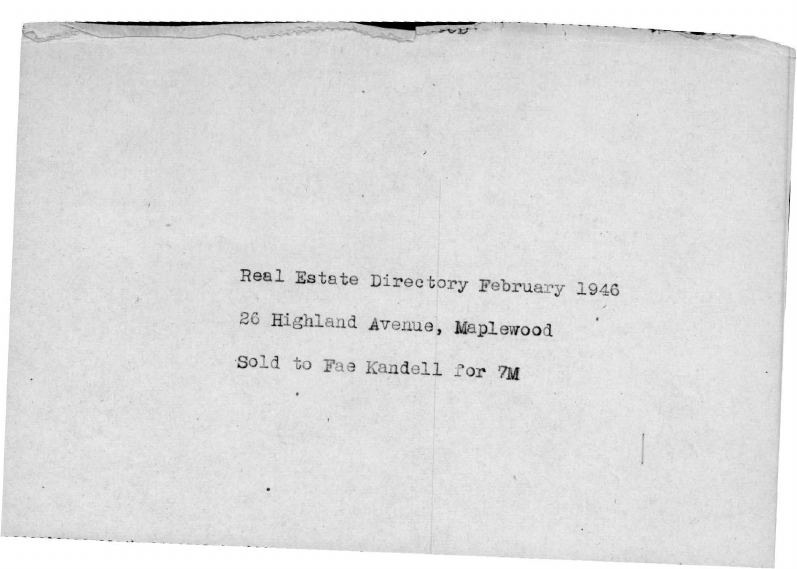 Real Estate Directory February 1946
26 Highland Avenue, Maplewood
Sold to Fae Kandell for 7M